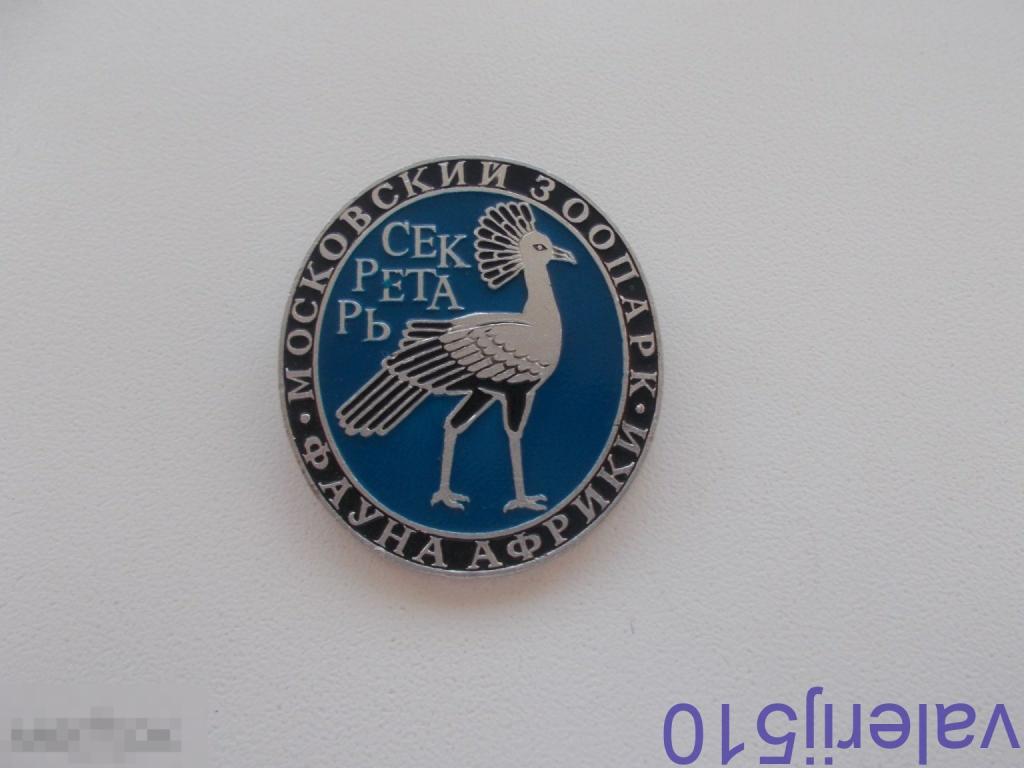 МОСКОВСКИЙ ЗООПАРК
СЕК
РЕТА
РЬ
• ФАУНА АФРИКИ •
valerij510